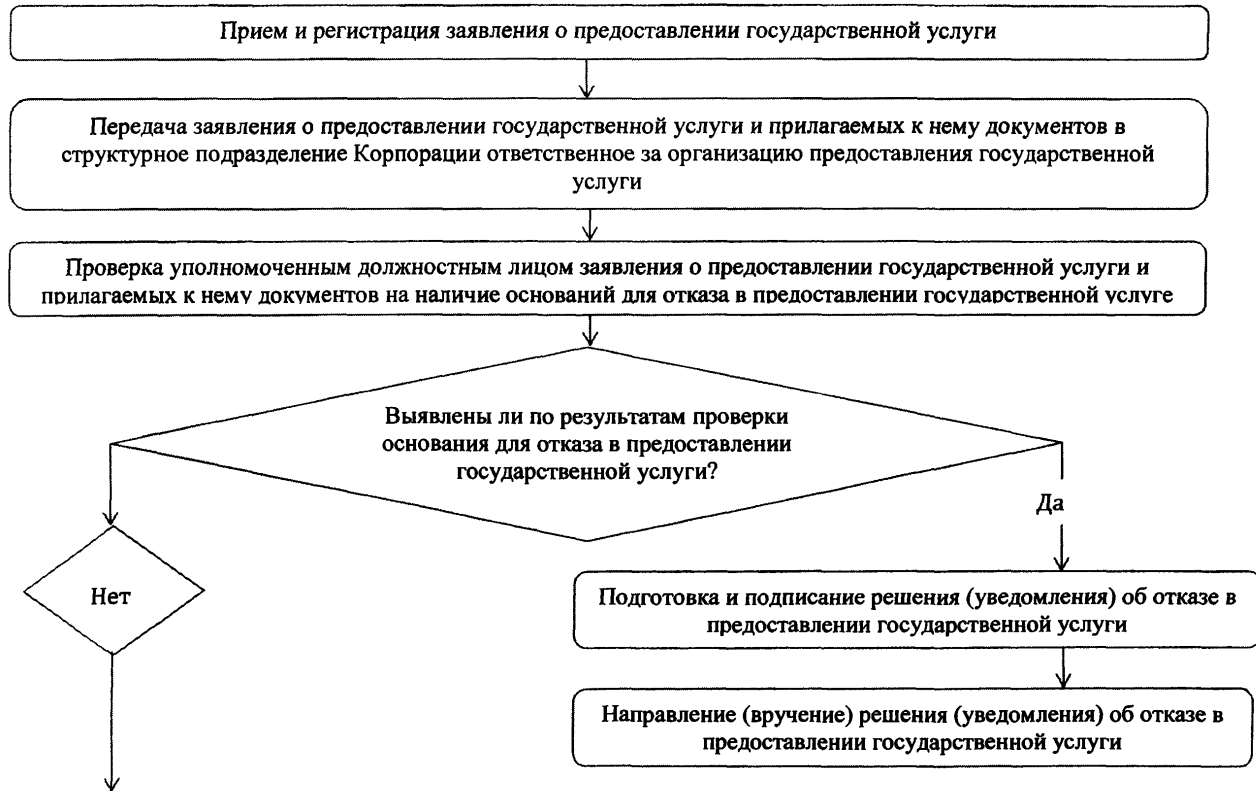 Прием и регистрация заявления о предоставлении государственной услуги
Передача заявления о предоставлении государственной услуги и прилагаемых к нему документов в
структурное подразделение Корпорации ответственное за организацию предоставления государственной
услуги
Проверка уполномоченным должностным лицом заявления о предоставлении государственной услуги и
прилагаемых к нему документов на наличие оснований для отказа в предоставлении государственной услуге
Выявлены ли по результатам проверки
основания для отказа в предоставлении
государственной услуги?
Да
Нет
Подготовка и подписание решения (уведомления) об отказе в
предоставлении государственной услуги
Направление (вручение) решения (уведомления) об отказе в
предоставлении государственной услуги